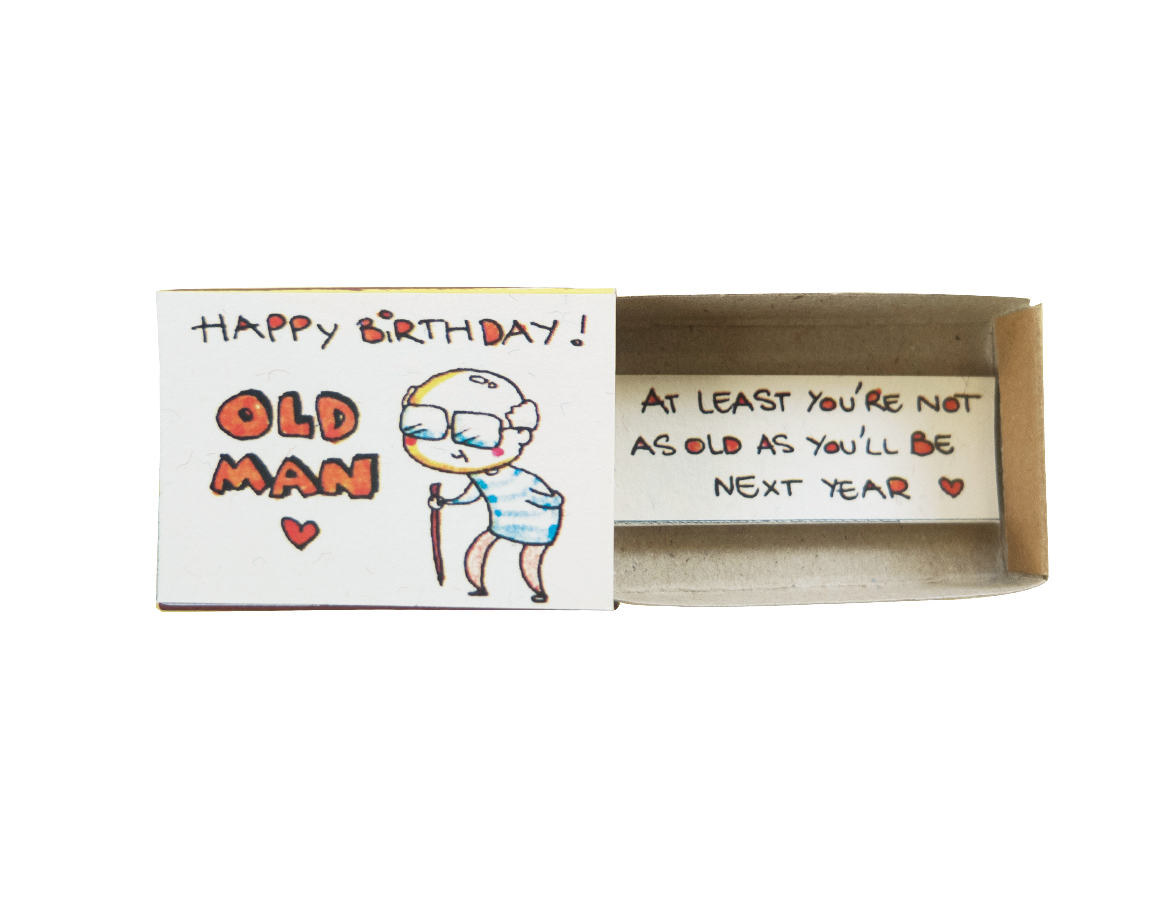 HAPPY BiRTHDAY!
OLD
MAN
AT LEAST YOU'RE NOT
AS OLD AS YOU'LL BE
NEXT YEAR